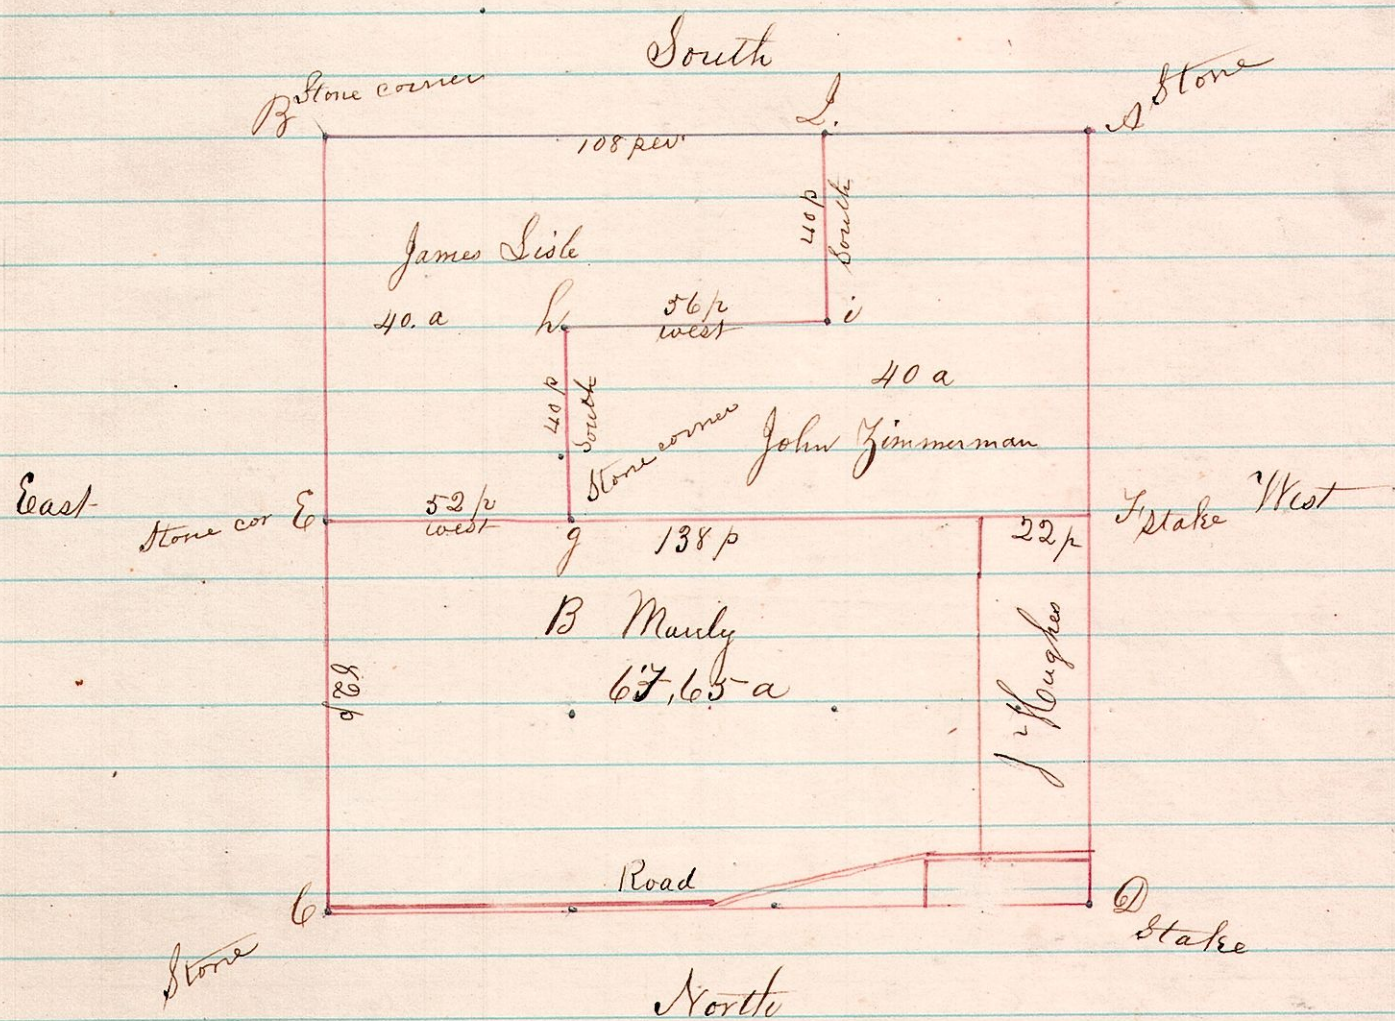 South
B Stone corner
I.
A Stone
108 per
40 p
South
James Lisle
40. a
h
56 p
west
i
40 a
40 p
South
Stone corner
John Zimmerman
East
Stone cor E
52 p
west
g
138 p
22 p
F Stake West
B
67,65 a
82 p
J Hughes
Road
C
D
Stone
Stake
North